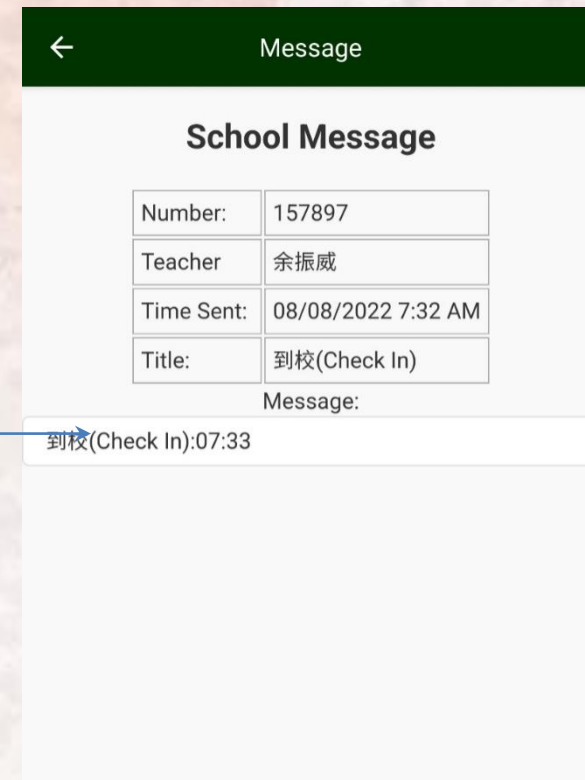 Message
School Message
Number: 157897
Teacher 余振威
Time Sent: 08/08/2022 7:32 AM
Title: 到校(Check In)
Message:
到校(Check In):07:33